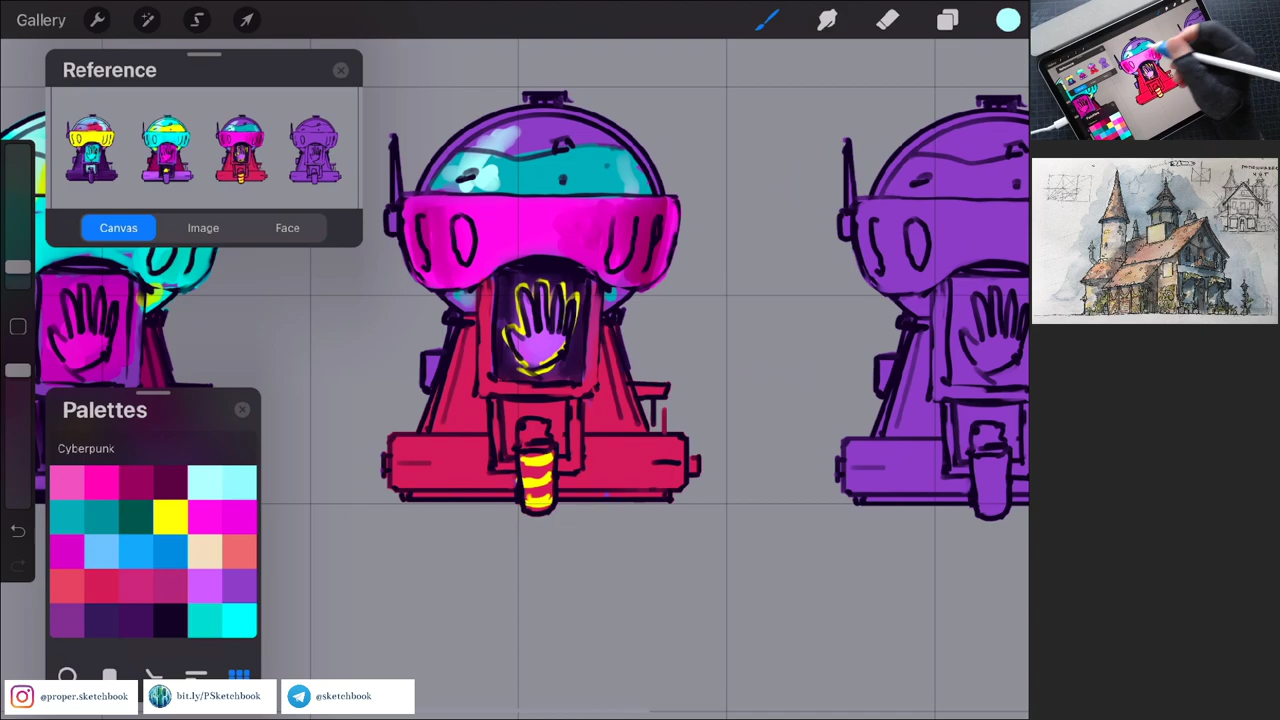 Gallery
Reference
Canvas
Image
Face
Palettes
Cyberpunk
@proper.sketchbook
bit.ly/PSketchbook
@sketchbook